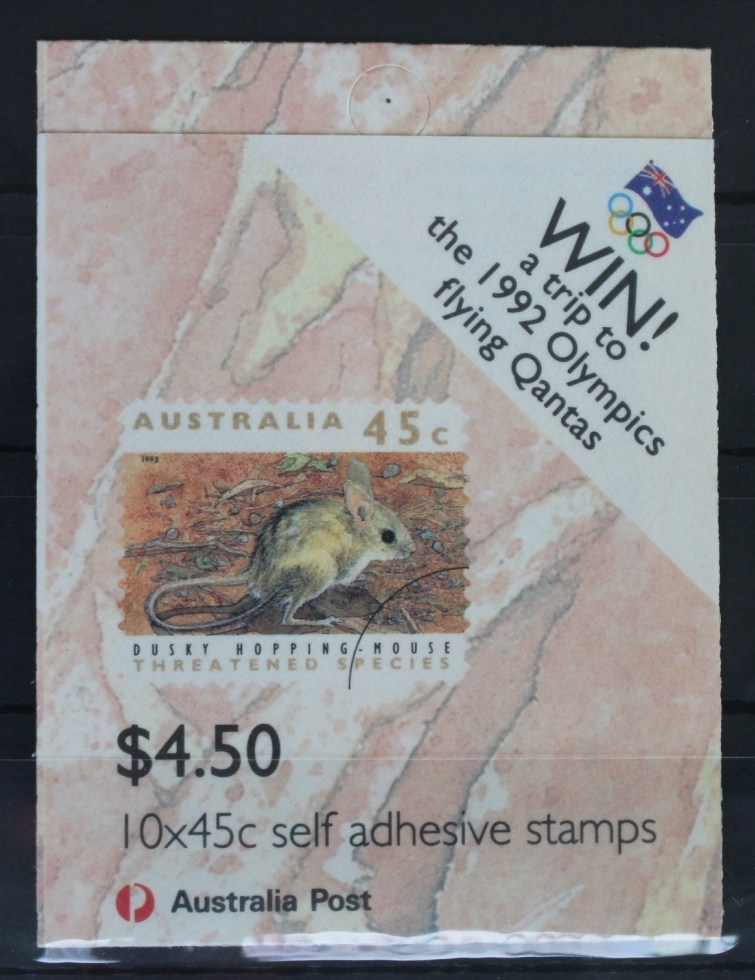 WIN!
a trip to
the 1992 Olympics
flying Qantas
AUSTRALIA 45c
1992
DUSKY HOPPING-MOUSE
THREATENED SPECIES
$4.50
10x45c self adhesive stamps
Australia Post